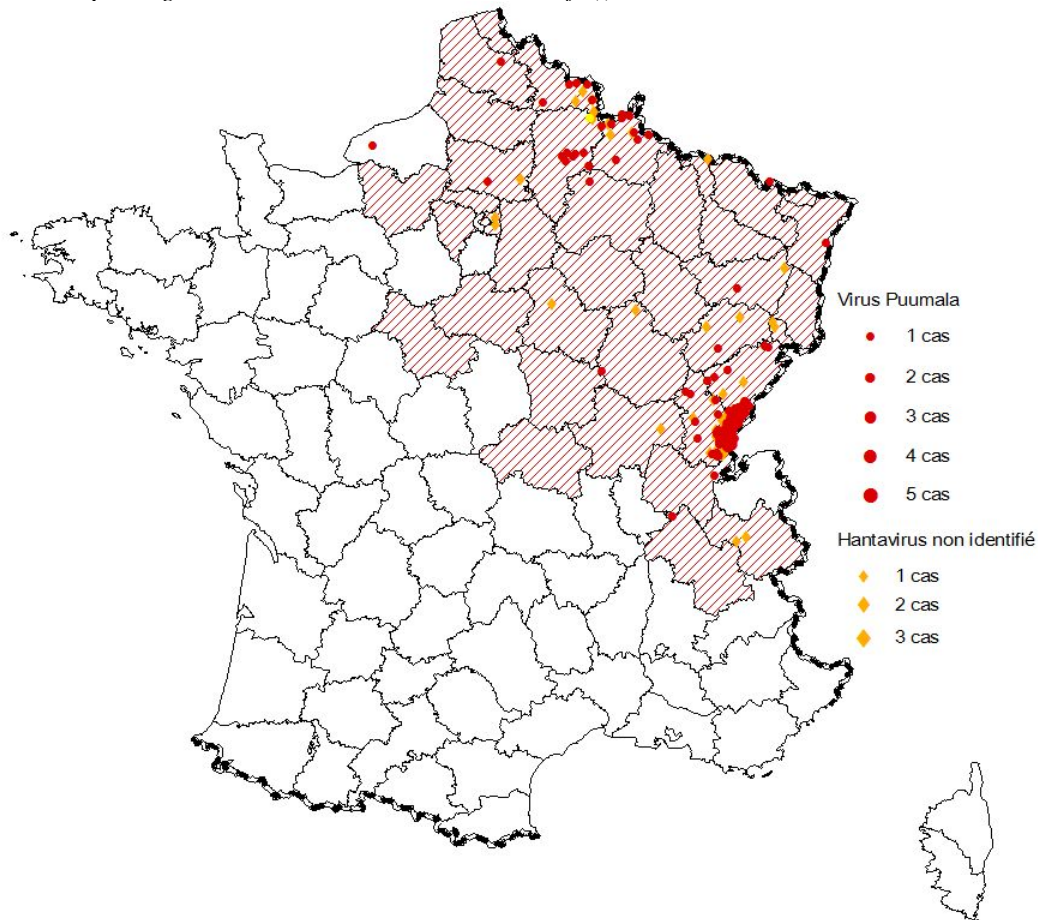 Virus Puumala
1 cas
2 cas
3 cas
4 cas
5 cas
Hantavirus non identifié
1 cas
2 cas
3 cas